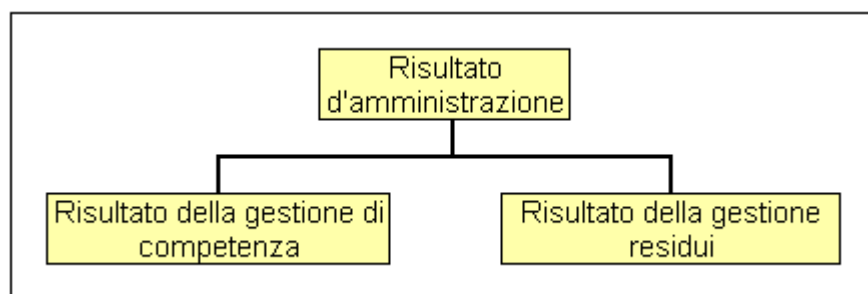 Risultato
d'amministrazione
Risultato della gestione di
competenza
Risultato della gestione
residui